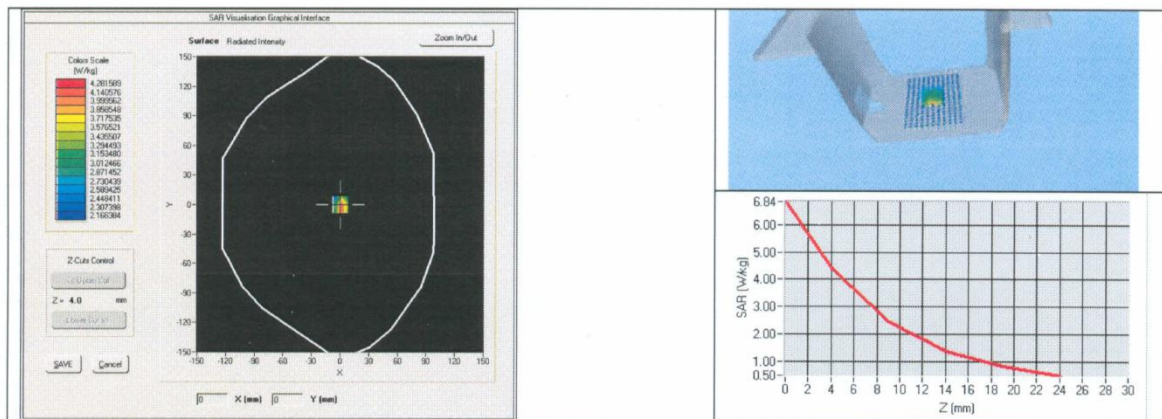 SAR Visualisation Graphical Interface
Surface Radiated Intensity
Zoom In/Out
Colors Scale
(W/kg)
4.281589
4.140576
3.999562
3.858548
3.717535
3.576521
3.435507
3.294493
3.153480
3.012466
2.871452
2.730439
2.589425
2.448411
2.307398
2.166384
150
120
90
60
30
0
-30
-60
-90
-120
-150
Y
-150 -120 -90 -60 -30 0 30 60 90 120 150
X
Z-Cuts Control
Z = 4.0 mm
SAVE Cancel
0 X (mm) 0 Y (mm)
6.84
6.00
5.00
4.00
3.00
2.00
1.00
0.50
SAR (W/kg)
0 2 4 6 8 10 12 14 16 18 20 22 24 26 28 30
Z (mm)